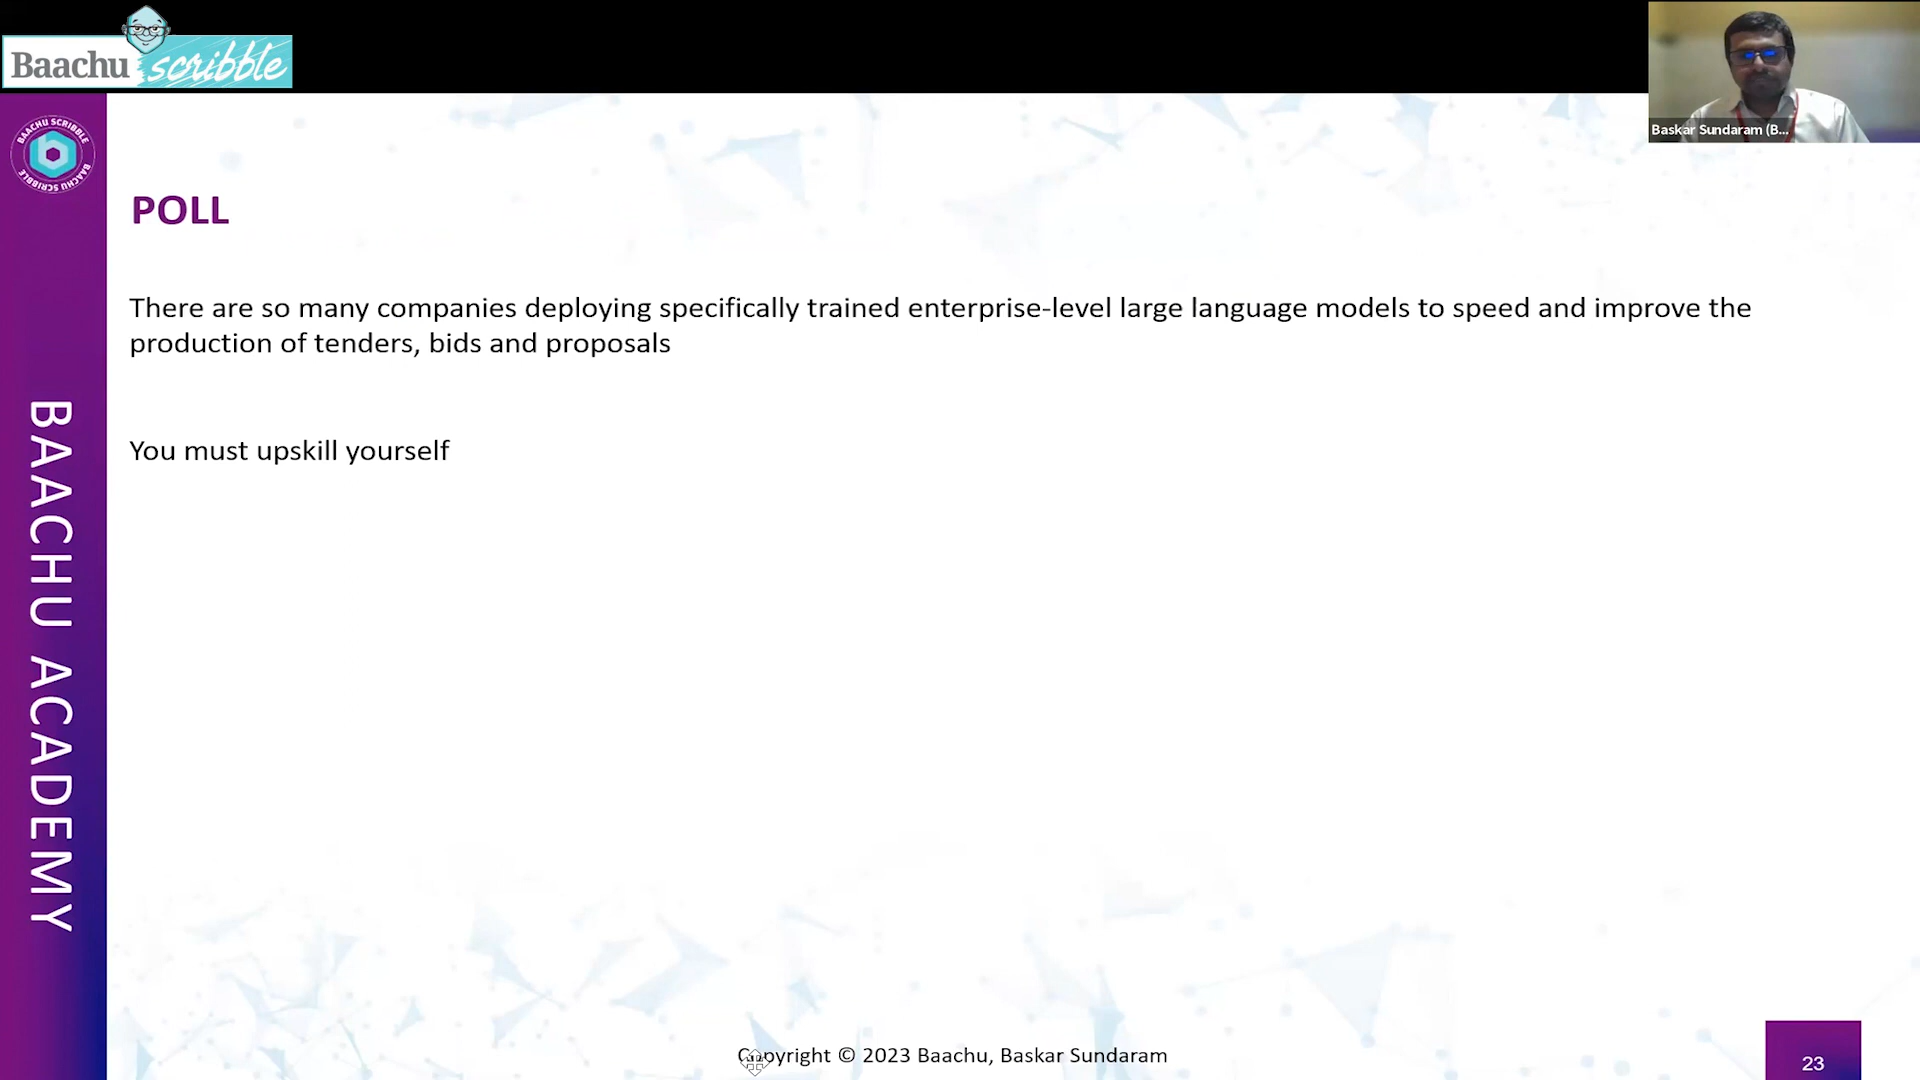 Baachu scribble
Baskar Sundaram (B...
BAACHU SCRIBBLE
BAACHU SCRIBBLE
BAACHU ACADEMY
POLL
There are so many companies deploying specifically trained enterprise-level large language models to speed and improve the
production of tenders, bids and proposals
You must upskill yourself
Copyright © 2023 Baachu, Baskar Sundaram
23